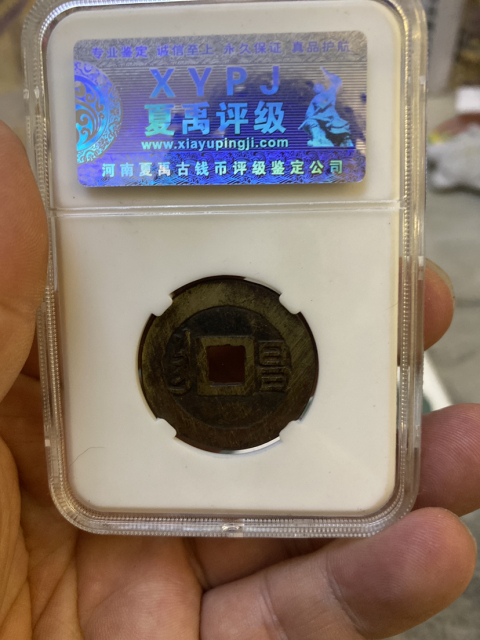 专业鉴定 诚信至上 永久保证 真品护航
XYPJ
夏禹评级
www.xiayupingji.com
河南夏禹古钱币评级鉴定公司